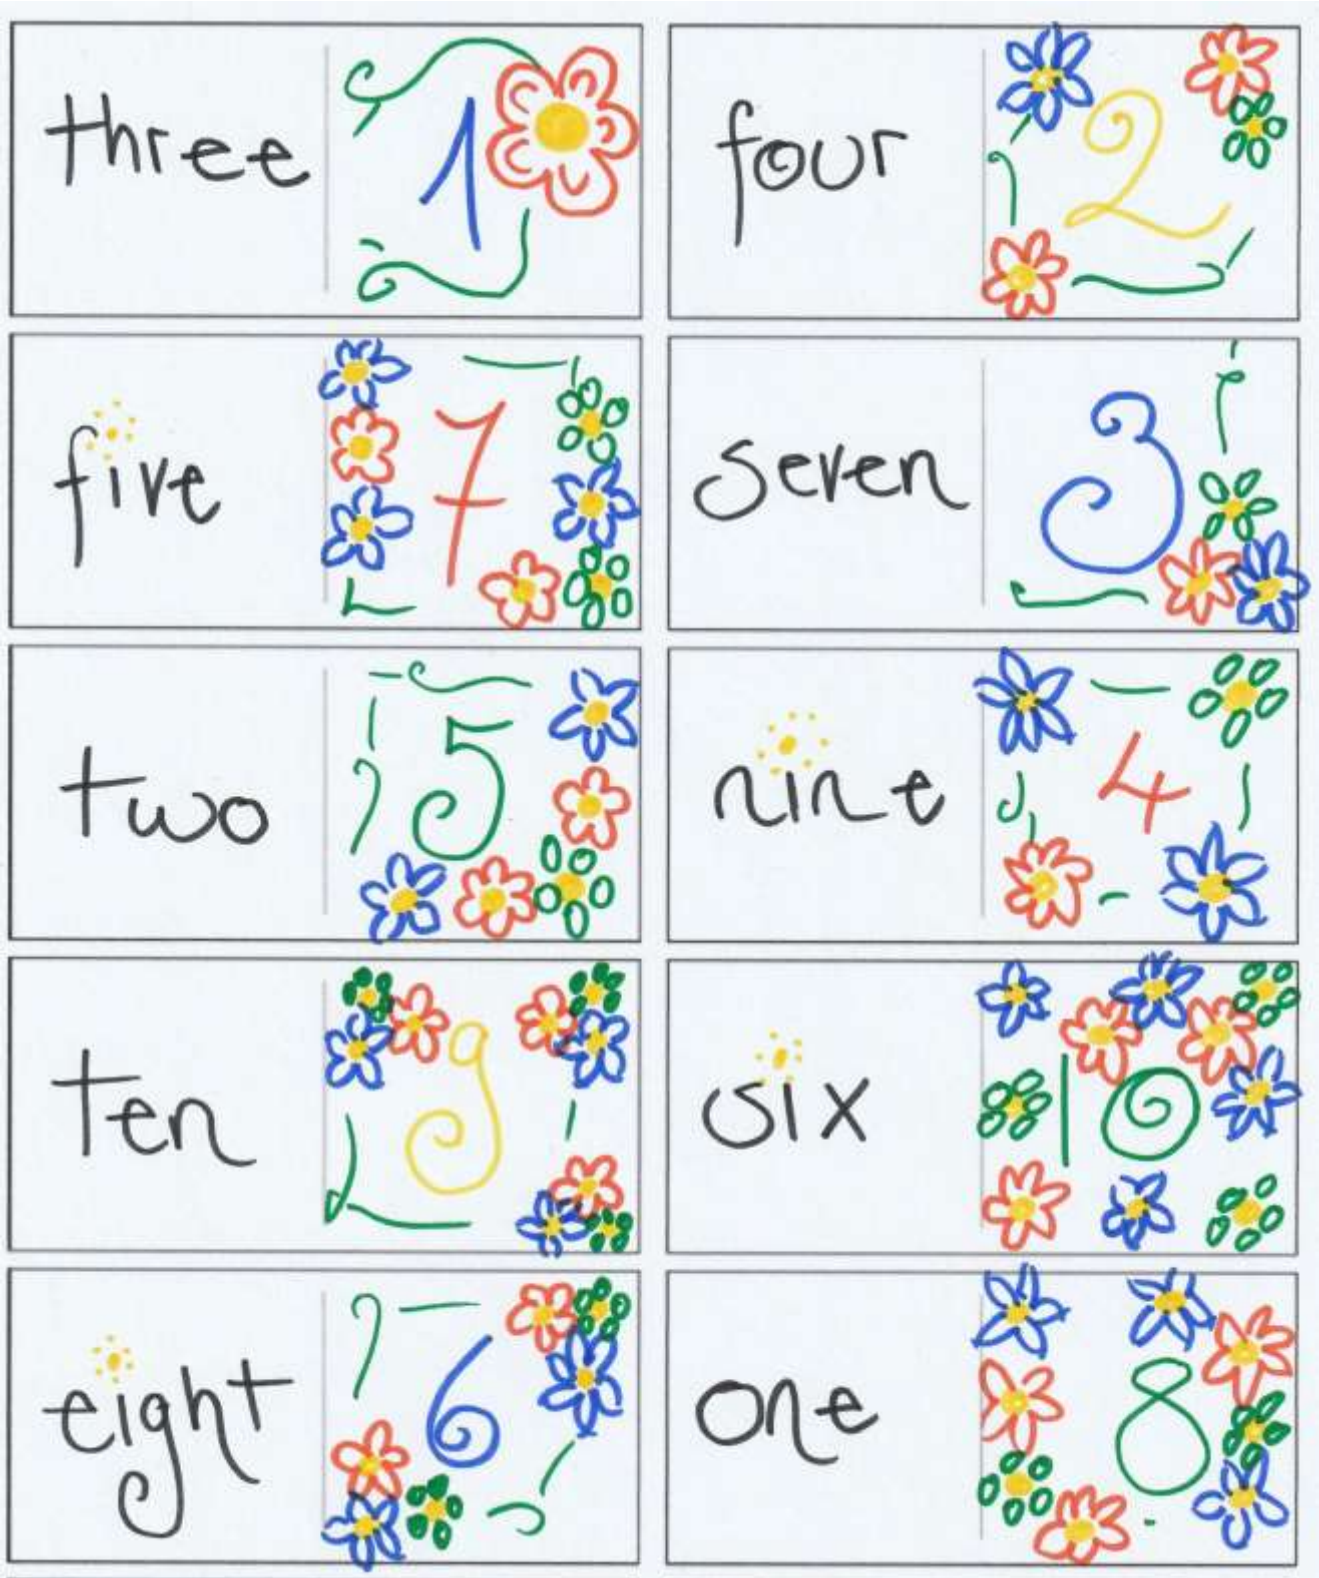 three 1 four 2
five 7 seven 3
two 5 nine 4
ten 9 six 10
eight 6 one 8